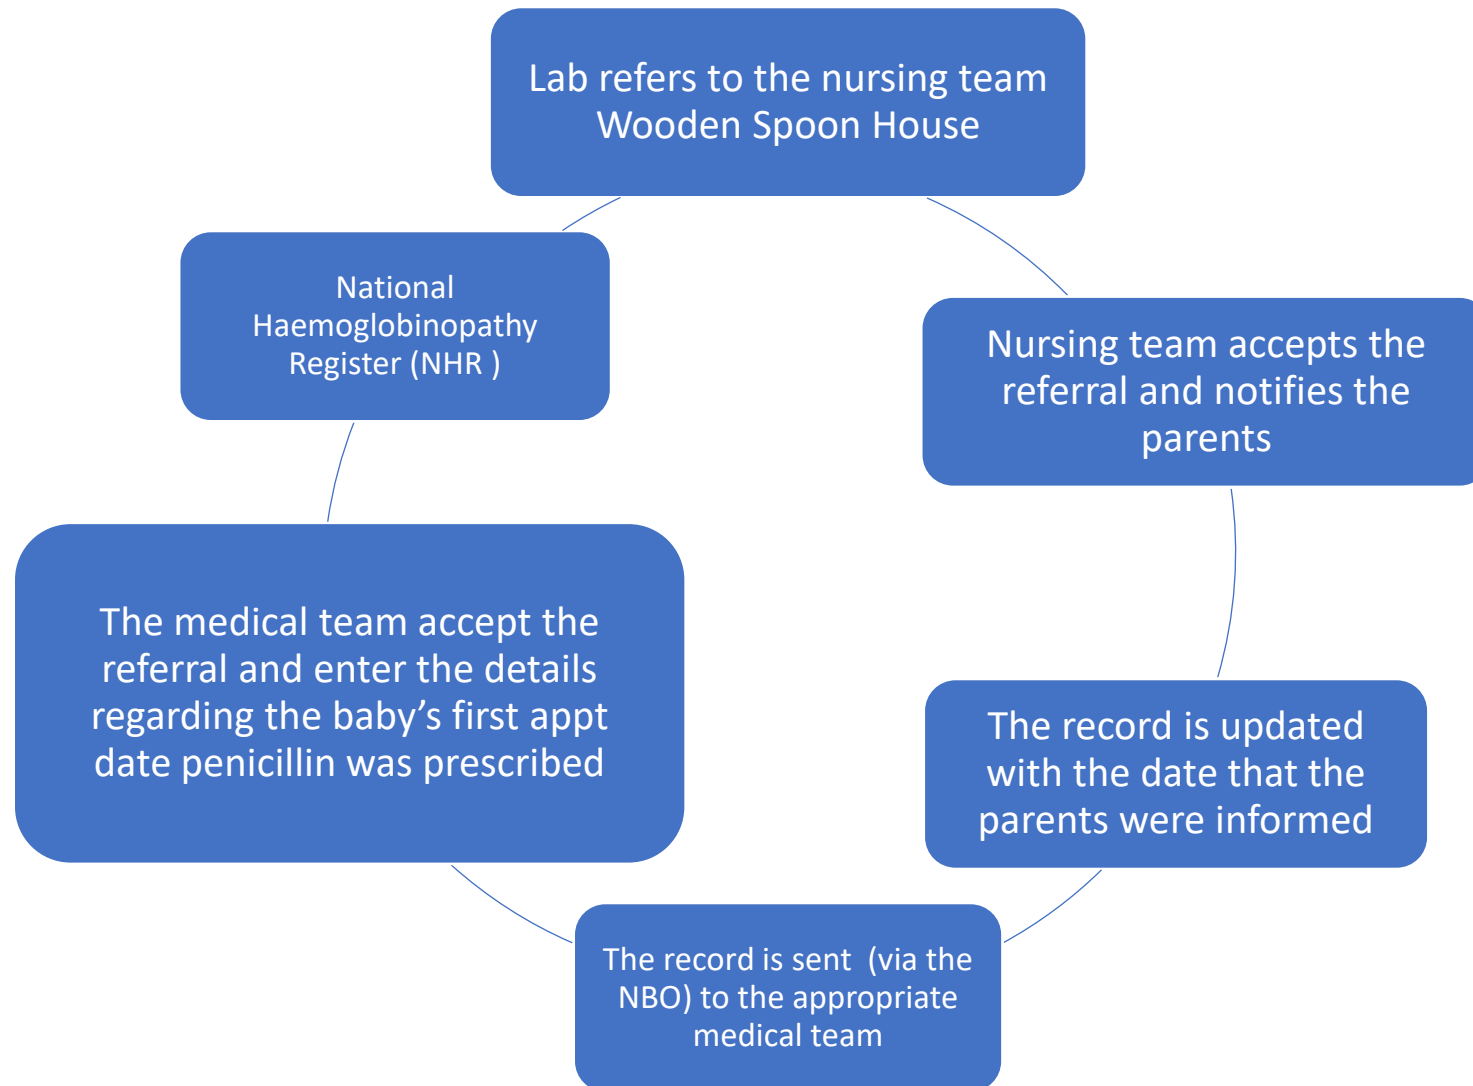 Lab refers to the nursing team
Wooden Spoon House
Nursing team accepts the
referral and notifies the
parents
The record is updated
with the date that the
parents were informed
The record is sent  (via the
NBO) to the appropriate
medical team
The medical team accept the
referral and enter the details
regarding the baby’s first appt
date penicillin was prescribed
National
Haemoglobinopathy
Register (NHR )